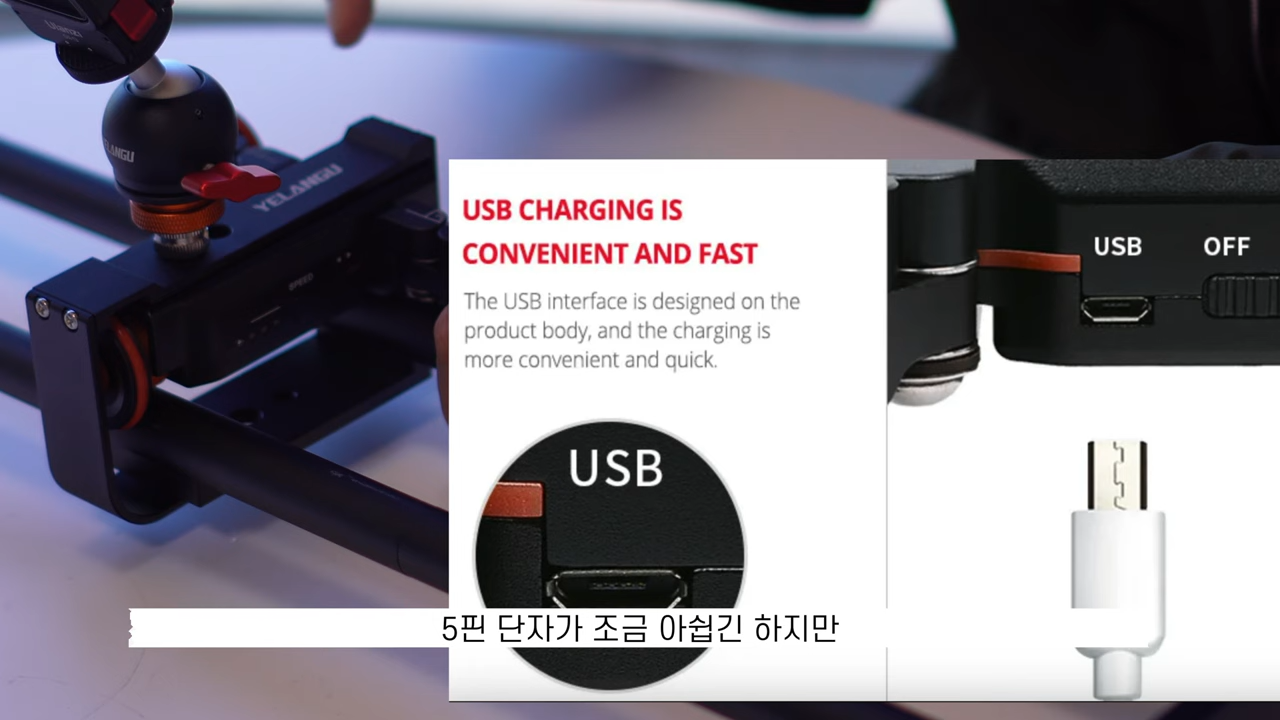 YELANGU
SPEED
USB CHARGING IS
CONVENIENT AND FAST
The USB interface is designed on the
product body, and the charging is
more convenient and quick.
USB
OFF
USB
5핀 단자가 조금 아쉽긴 하지만